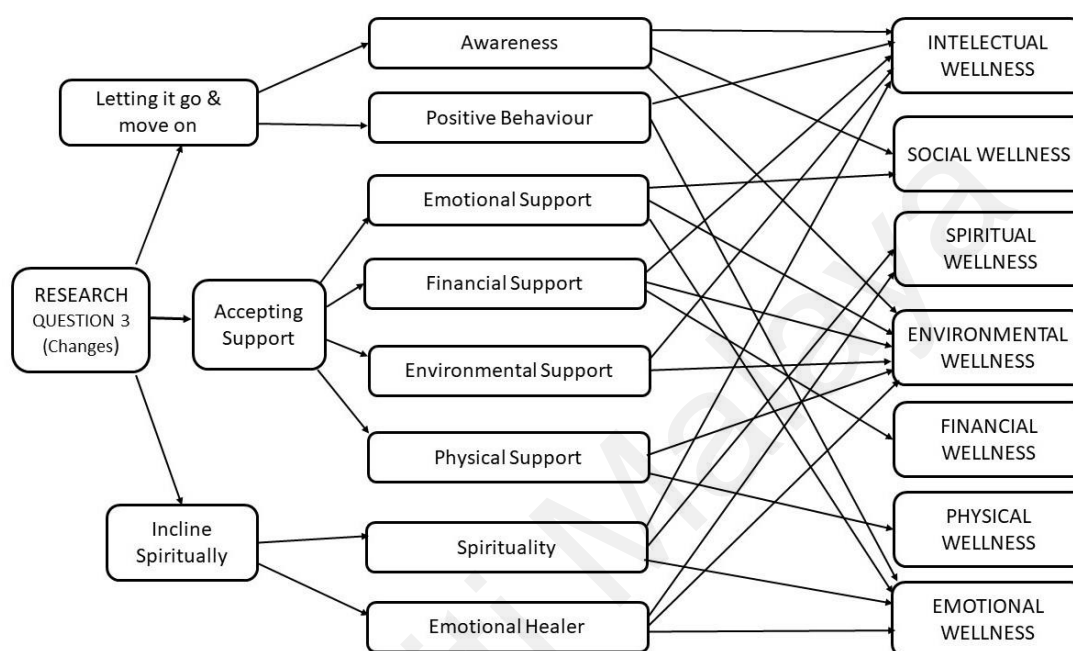 Letting it go &
move on
RESEARCH
QUESTION 3
(Changes)
Accepting
Support
Incline
Spiritually
Awareness
Positive Behaviour
Emotional Support
Financial Support
Environmental Support
Physical Support
Spirituality
Emotional Healer
INTELECTUAL
WELLNESS
SOCIAL WELLNESS
SPIRITUAL
WELLNESS
ENVIRONMENTAL
WELLNESS
FINANCIAL
WELLNESS
PHYSICAL
WELLNESS
EMOTIONAL
WELLNESS
iti Malaya